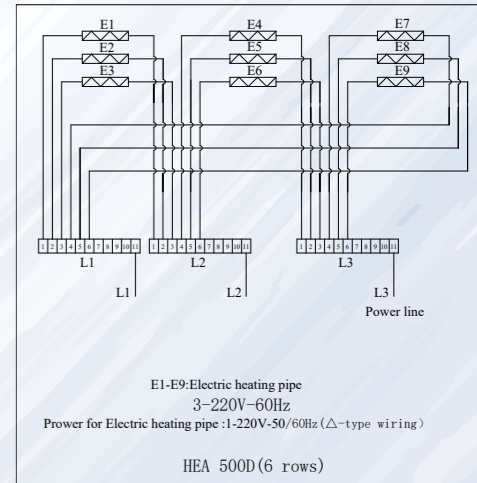 E1 E4 E7
E2 E5 E8
E3 E6 E9
1 2 3 4 5 6 7 8 9 10 11 1 2 3 4 5 6 7 8 9 10 11 1 2 3 4 5 6 7 8 9 10 11
L1 L2 L3
L1 L2 L3
Power line
E1-E9:Electric heating pipe
3-220V-60Hz
Prower for Electric heating pipe :1-220V-50/60Hz(△-type wiring)
HEA 500D(6 rows)